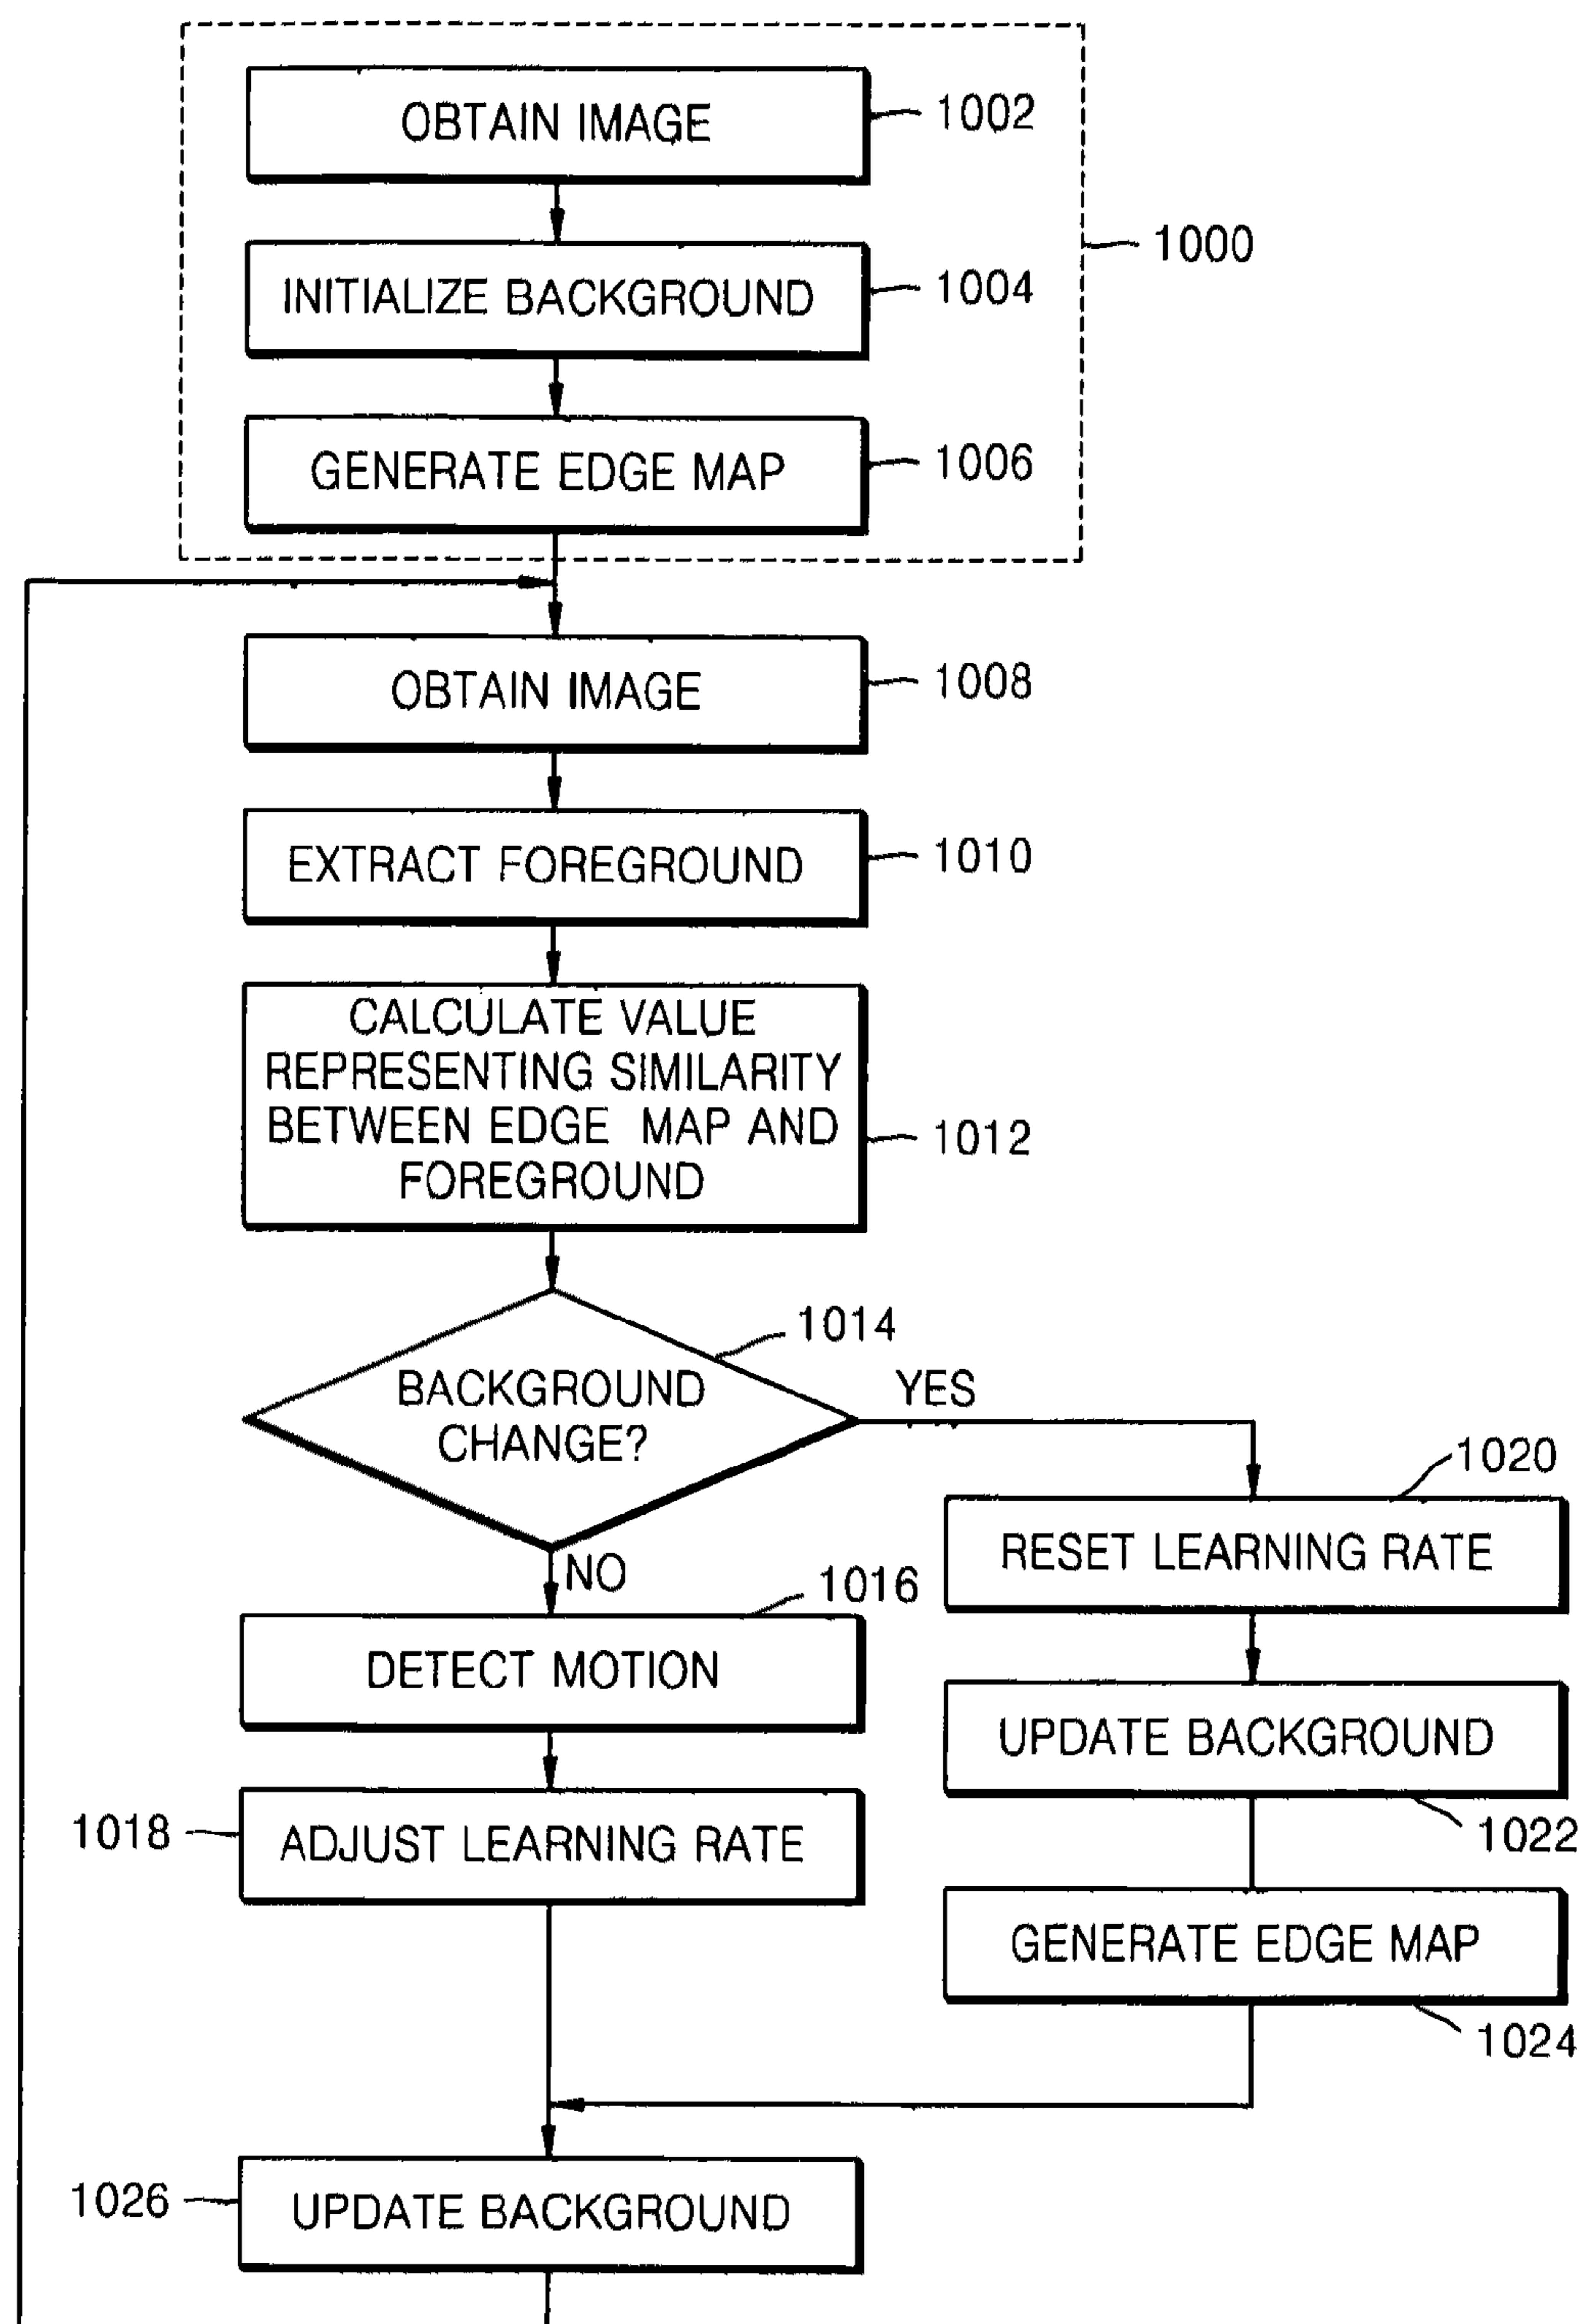 OBTAIN IMAGE
1002
1000
INITIALIZE BACKGROUND
1004
GENERATE EDGE MAP
1006
OBTAIN IMAGE
1008
EXTRACT FOREGROUND
1010
CALCULATE VALUE
REPRESENTING SIMILARITY
BETWEEN EDGE MAP AND
FOREGROUND
1012
1014
BACKGROUND
CHANGE?
YES
NO
1016
DETECT MOTION
1018
ADJUST LEARNING RATE
1020
RESET LEARNING RATE
UPDATE BACKGROUND
1022
GENERATE EDGE MAP
1024
1026
UPDATE BACKGROUND